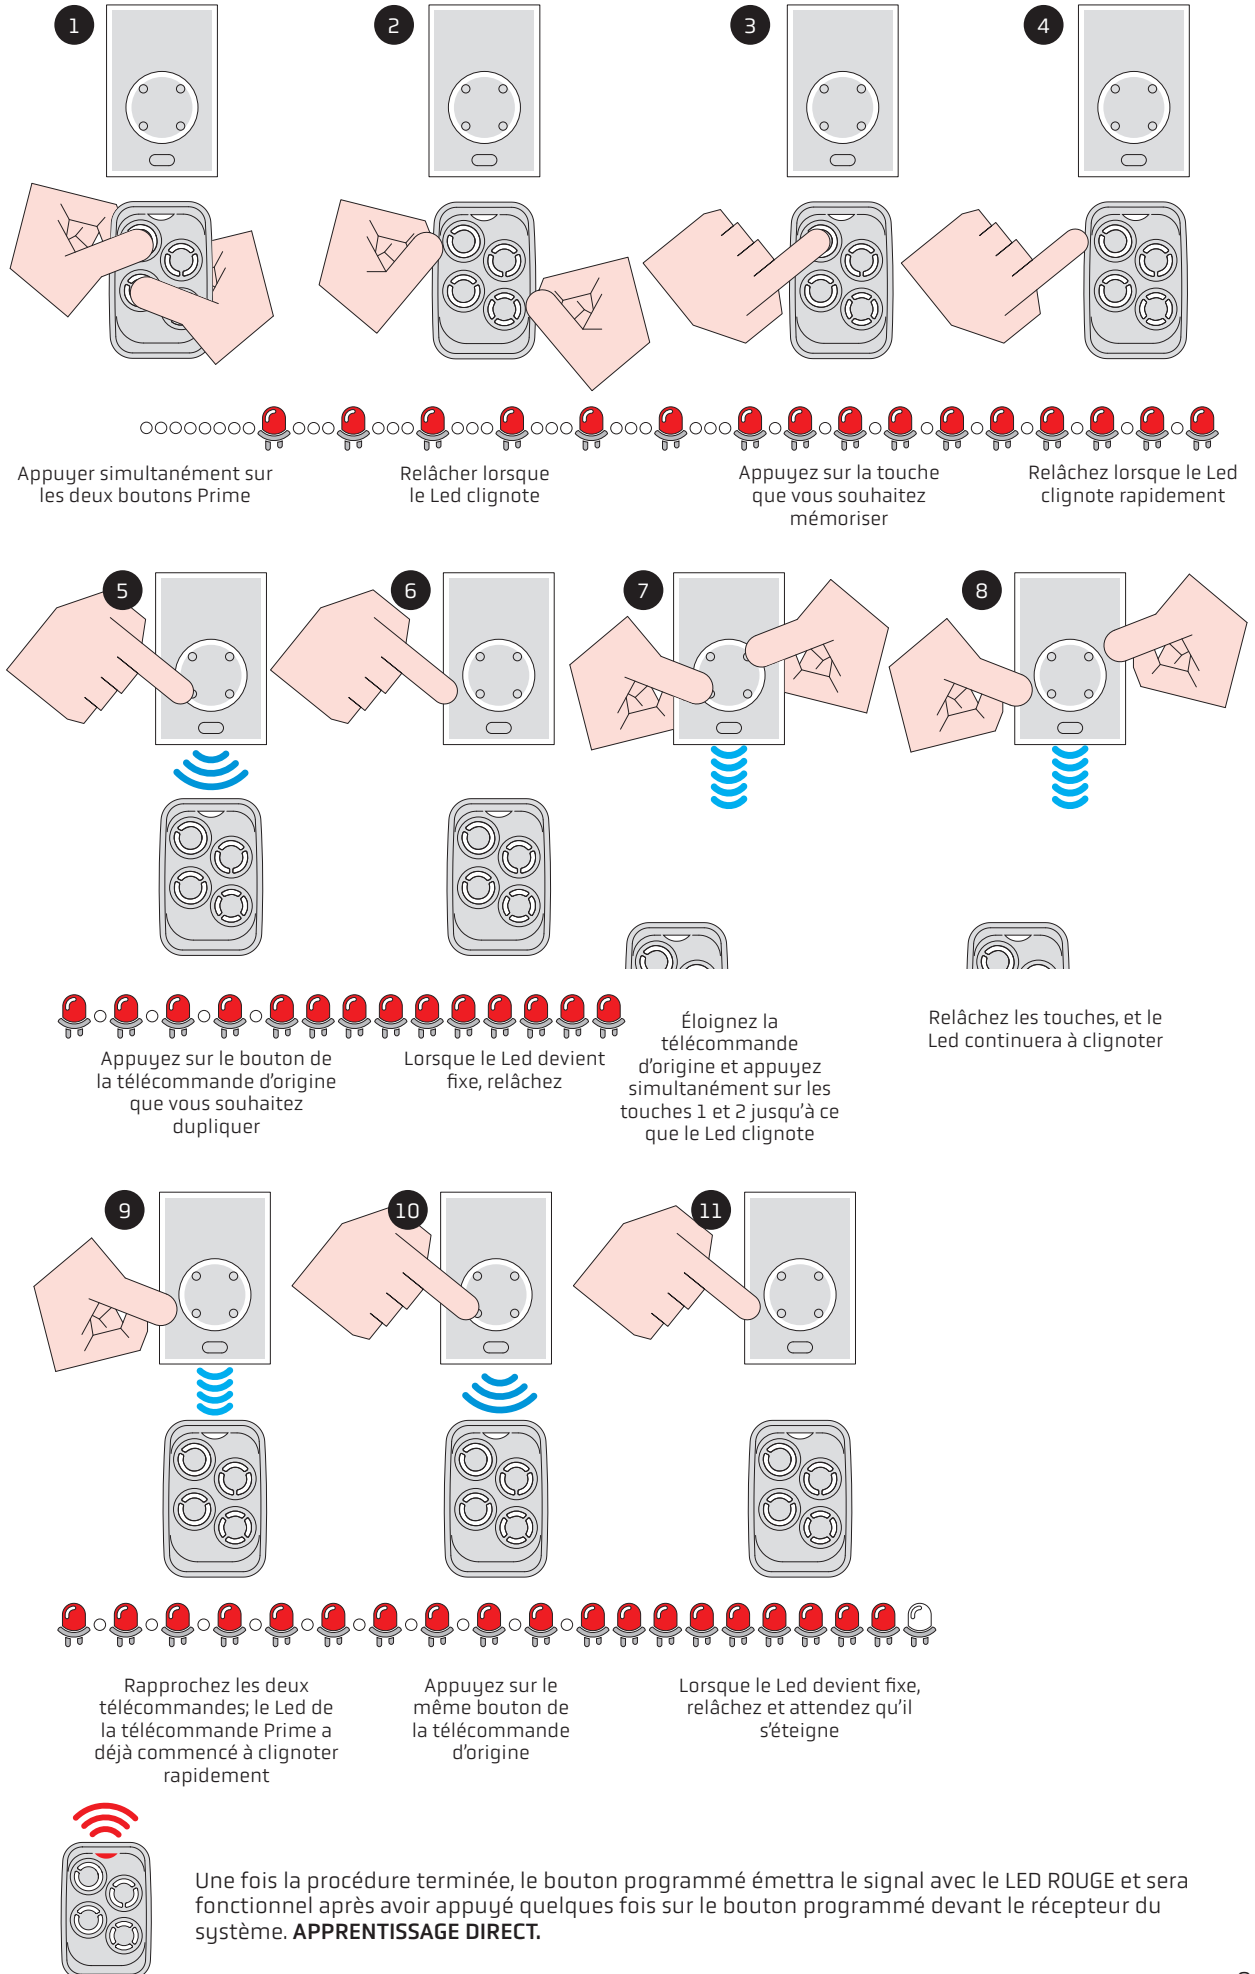 1
2
3
4
Appuyer simultanément sur
les deux boutons Prime
Relâcher lorsque
le Led clignote
Appuyez sur la touche
que vous souhaitez
mémoriser
Relâchez lorsque le Led
clignote rapidement
5
6
7
8
Appuyez sur le bouton de
la télécommande d'origine
que vous souhaitez
dupliquer
Lorsque le Led devient
fixe, relâchez
Éloignez la
télécommande
d'origine et appuyez
simultanément sur les
touches 1 et 2 jusqu'à ce
que le Led clignote
Relâchez les touches, et le
Led continuera à clignoter
9
10
11
Rapprochez les deux
télécommandes; le Led de
la télécommande Prime a
déjà commencé à clignoter
rapidement
Appuyez sur le
même bouton de
la télécommande
d'origine
Lorsque le Led devient fixe,
relâchez et attendez qu'il
s'éteigne
Une fois la procédure terminée, le bouton programmé émettra le signal avec le LED ROUGE et sera
fonctionnel après avoir appuyé quelques fois sur le bouton programmé devant le récepteur du
système. APPRENTISSAGE DIRECT.